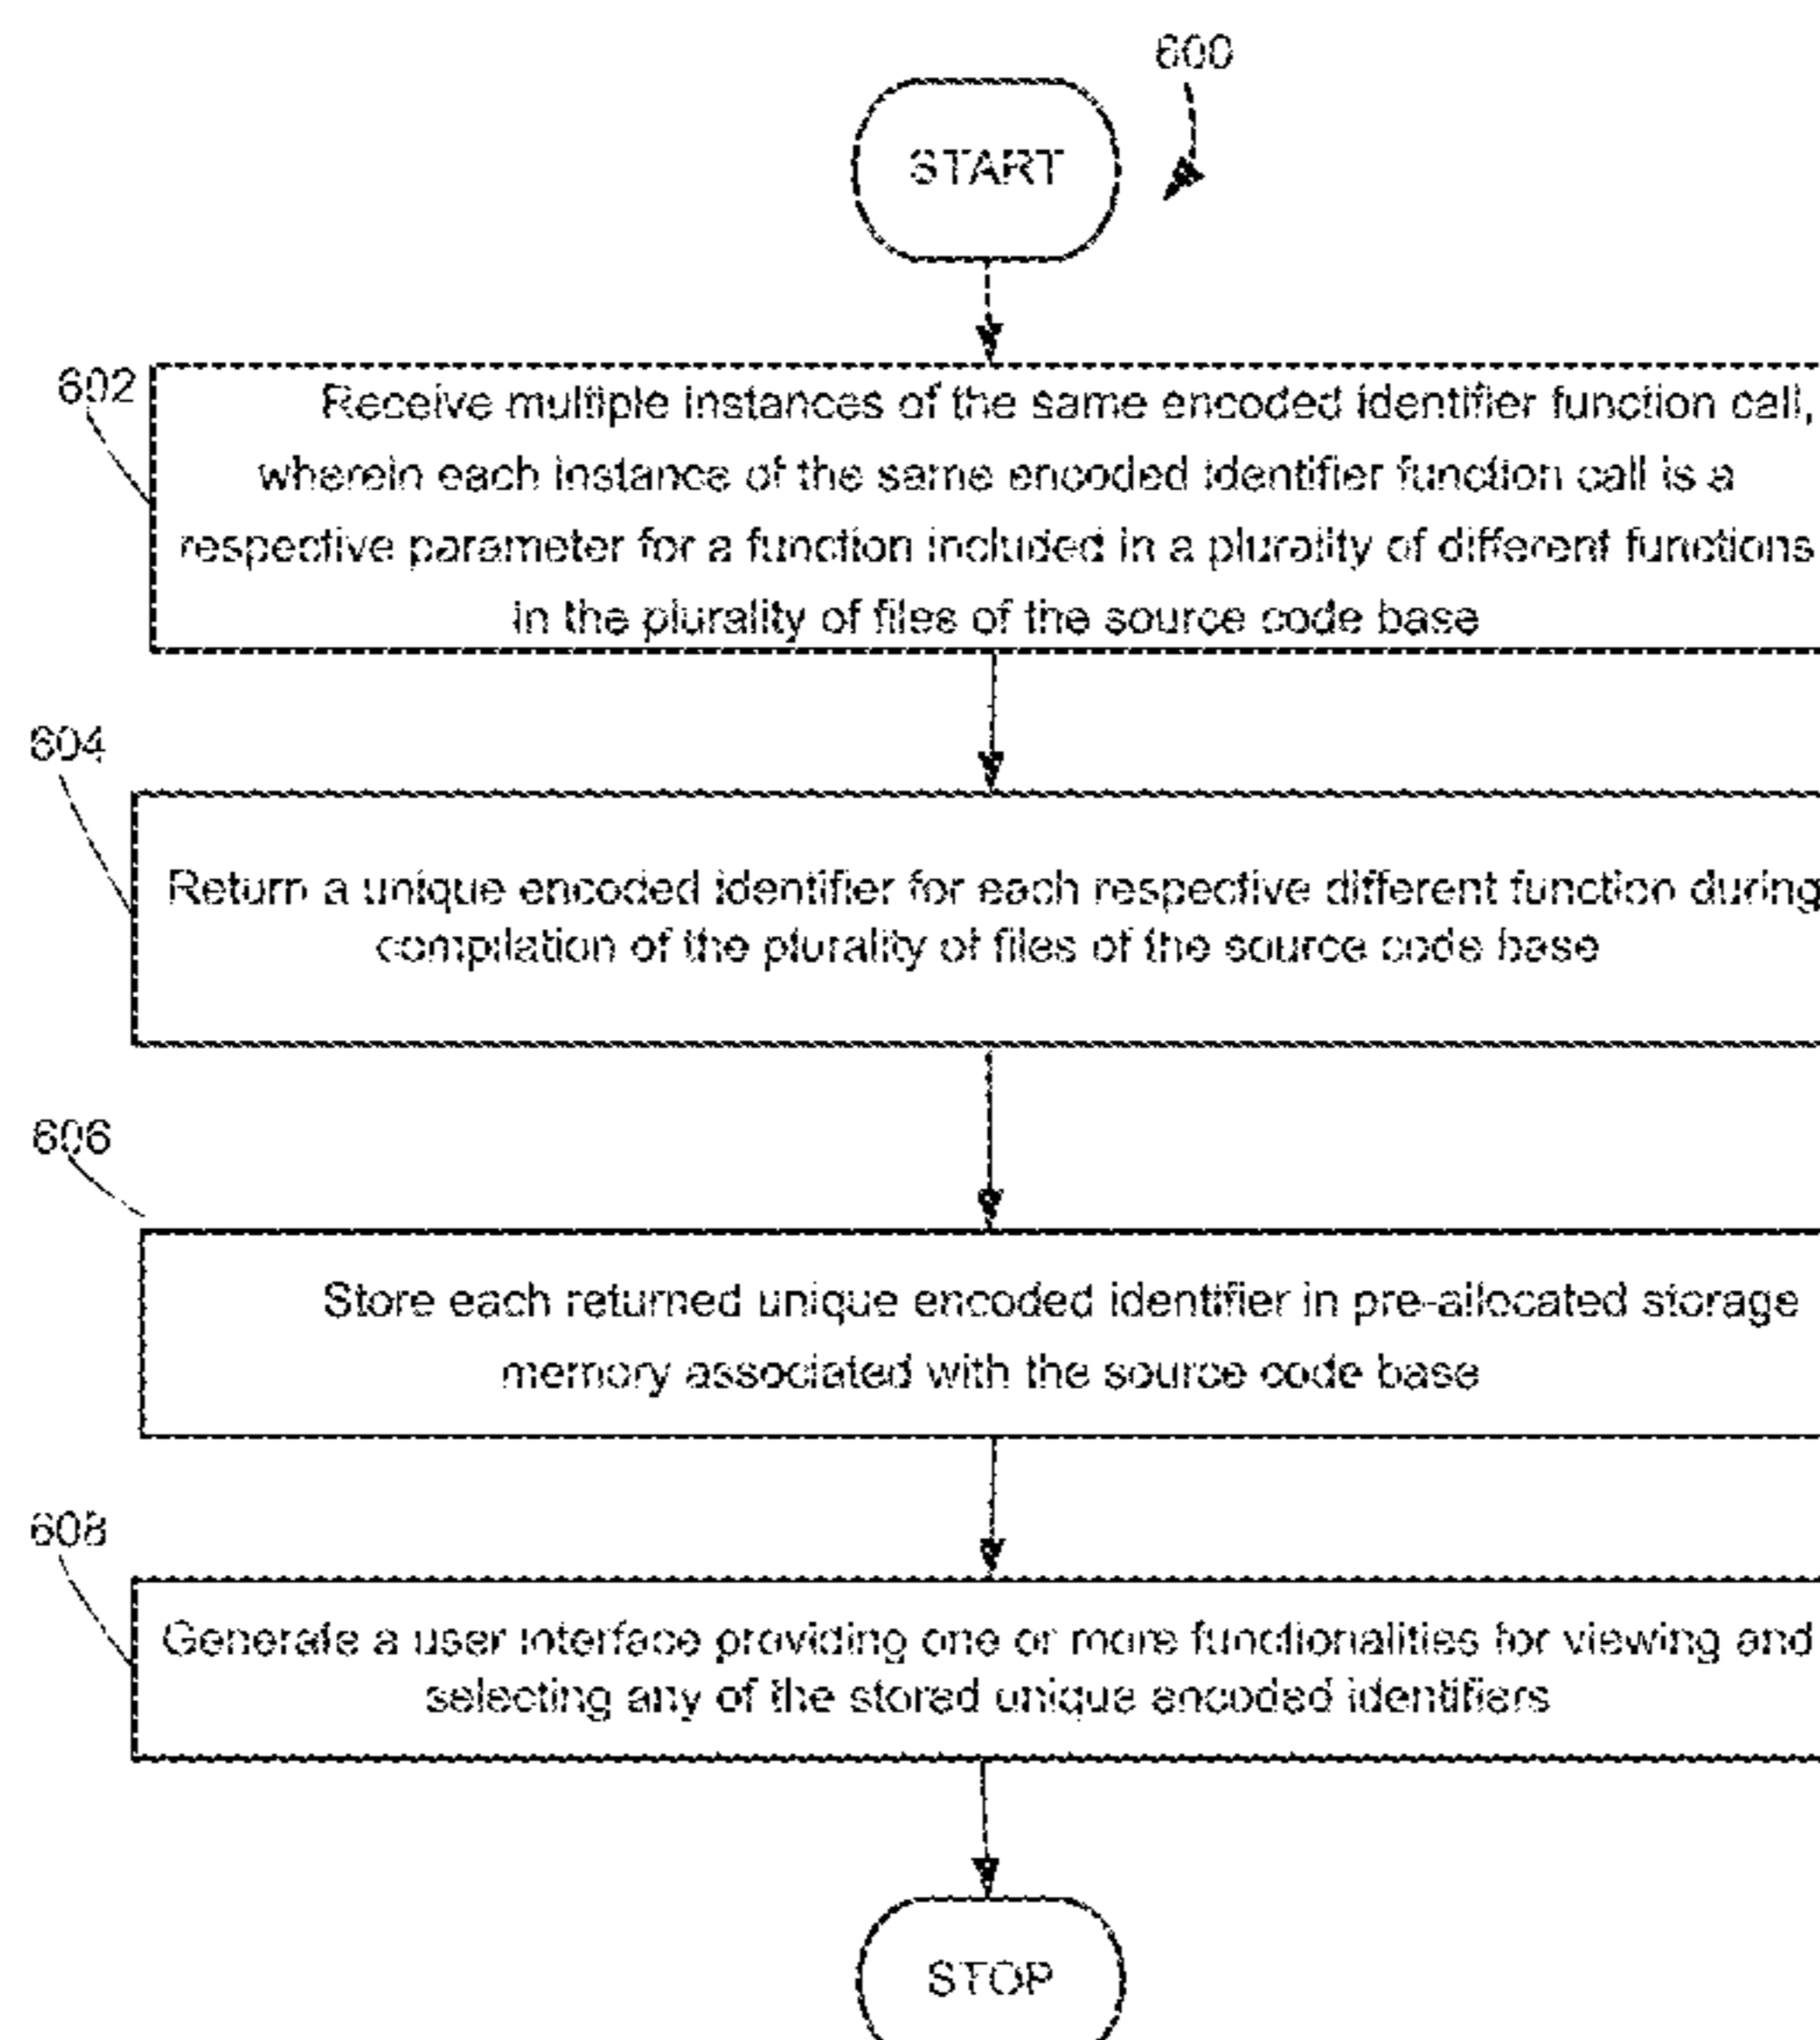 600
START
602
Receive multiple instances of the same encoded identifier function call,
wherein each instance of the same encoded identifier function call is a
respective parameter for a function included in a plurality of different functions
in the plurality of files of the source code base
604
Return a unique encoded identifier for each respective different function during
compilation of the plurality of files of the source code base
606
Store each returned unique encoded identifier in pre-allocated storage
memory associated with the source code base
608
Generate a user interface providing one or more functionalities for viewing and
selecting any of the stored unique encoded identifiers
STOP